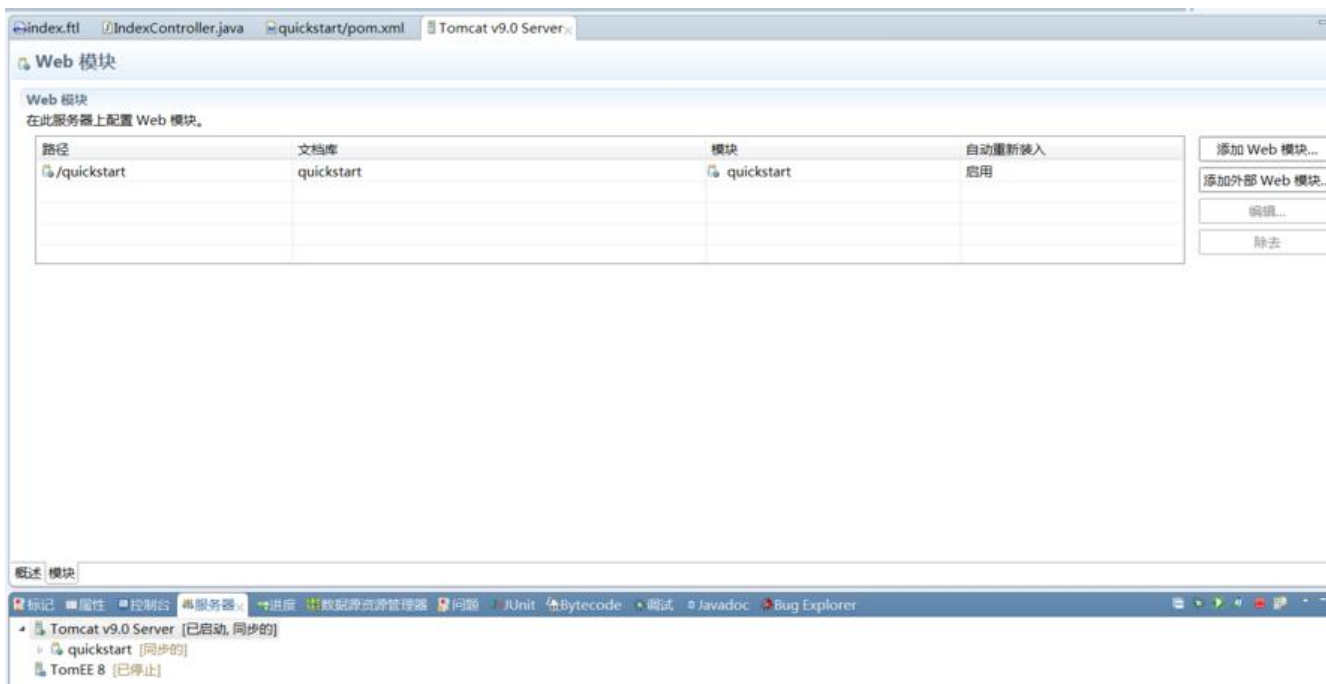 index.ftl IndexController.java quickstart/pom.xml Tomcat v9.0 Server
Web 模块
Web 模块
在此服务器上配置 Web 模块。
路径 文档库 模块 自动重新装入
/quickstart quickstart quickstart 启用
添加 Web 模块...
添加外部 Web 模块...
编辑...
除去
概述 模块
标记 属性 控制台 服务器 进度 数据源资源管理器 问题 JUnit Bytecode 调试 Javadoc Bug Explorer
Tomcat v9.0 Server [已启动, 同步的]
quickstart [同步的]
TomEE 8 [已停止]